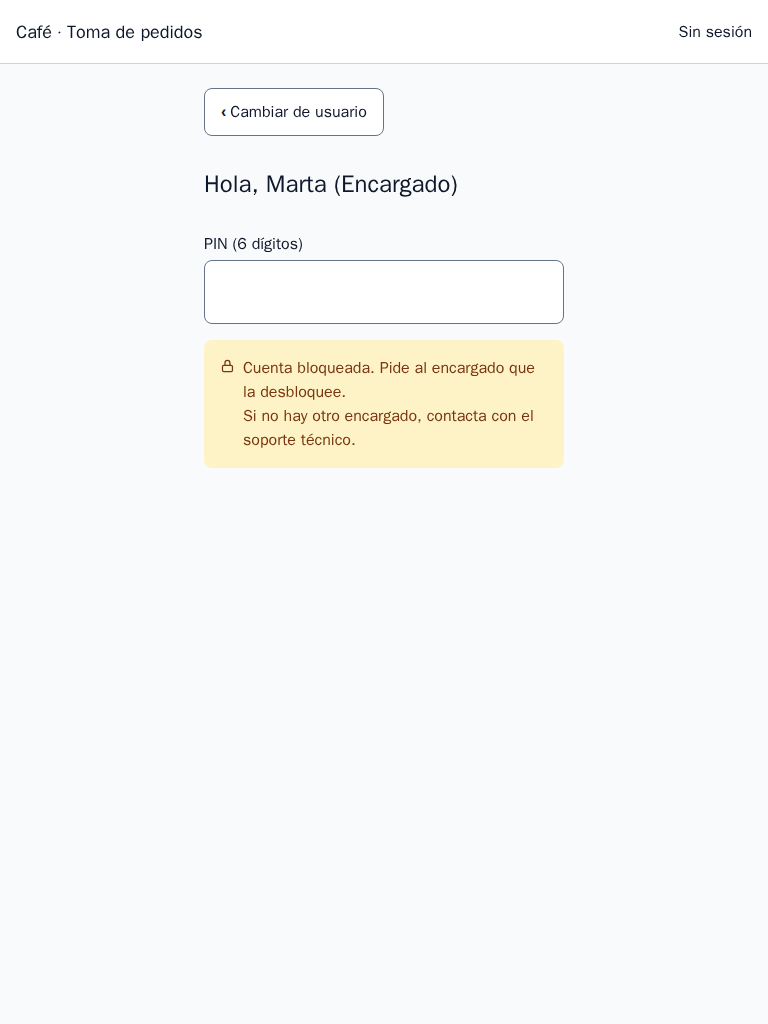 Café · Toma de pedidos
Sin sesión
‹ Cambiar de usuario
Hola, Marta (Encargado)
PIN (6 dígitos)
Cuenta bloqueada. Pide al encargado que
la desbloquee.
Si no hay otro encargado, contacta con el
soporte técnico.